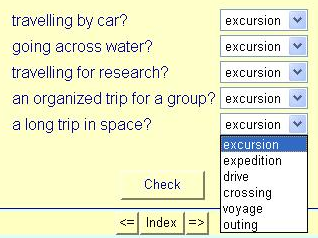 travelling by car? excursion
going across water? excursion
travelling for research? excursion
an organized trip for a group? excursion
a long trip in space? excursion
excursion
expedition
drive
crossing
voyage
outing
Check
<= Index =>